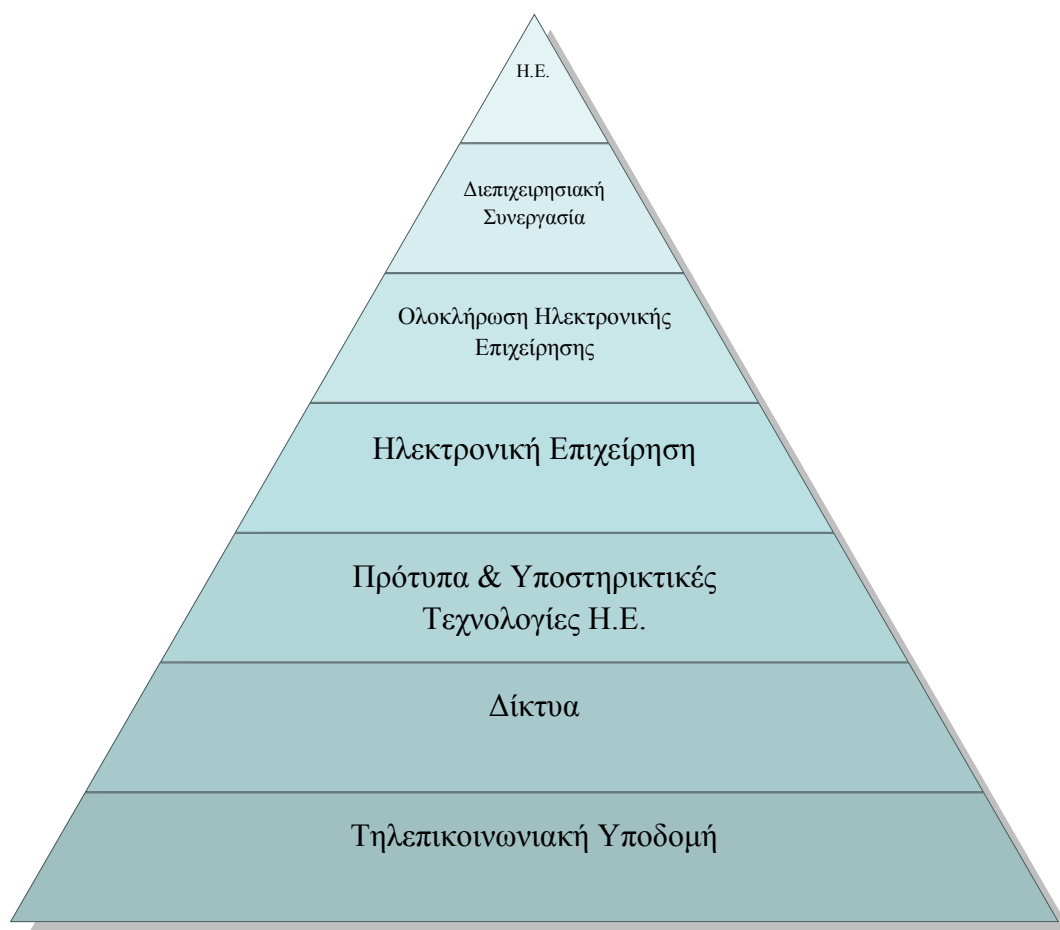 Η.Ε.
Διεπιχειρησιακή
Συνεργασία
Ολοκλήρωση Ηλεκτρονικής
Επιχείρησης
Ηλεκτρονική Επιχείρηση
Πρότυπα & Υποστηρικτικές
Τεχνολογίες Η.Ε.
Δίκτυα
Τηλεπικοινωνιακή Υποδομή